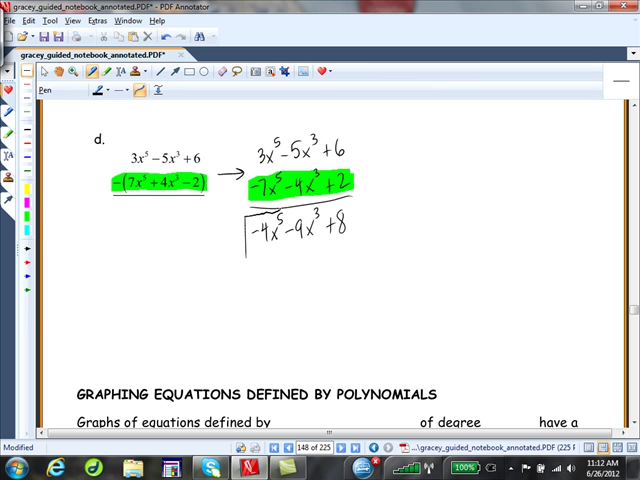 gracey_guided_notebook_annotated.PDF* - PDF Annotator
File Edit Tool View Extras Window Help
gracey_guided_notebook_annotated.PDF*
Pen
d.
3x⁵ − 5x³ + 6
3x⁵ - 5x³ + 6
−(7x⁵ + 4x³ − 2)
→
-7x⁵ - 4x³ + 2
-4x⁵ - 9x³ + 8
GRAPHING EQUATIONS DEFINED BY POLYNOMIALS
Graphs of equations defined by of degree have a
Modified
148 of 225
...\gracey_guided_notebook_annotated.PDF (225 P
100%
11:12 AM
6/26/2012